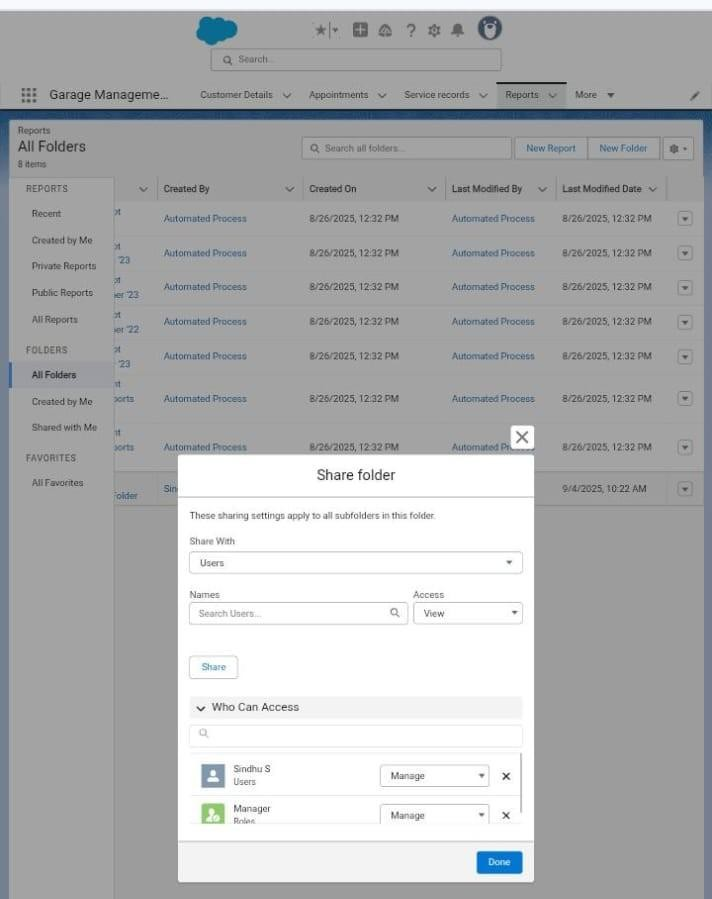 Search...
Garage Manageme...
Customer Details
Appointments
Service records
Reports
More
Reports
All Folders
8 items
Search all folders...
New Report
New Folder
REPORTS
Recent
Created by Me
Private Reports
Public Reports
All Reports
FOLDERS
All Folders
Created by Me
Shared with Me
FAVORITES
All Favorites
Created By Created On Last Modified By Last Modified Date
Automated Process 8/26/2025, 12:32 PM Automated Process 8/26/2025, 12:32 PM
'23 Automated Process 8/26/2025, 12:32 PM Automated Process 8/26/2025, 12:32 PM
er '23 Automated Process 8/26/2025, 12:32 PM Automated Process 8/26/2025, 12:32 PM
er '22 Automated Process 8/26/2025, 12:32 PM Automated Process 8/26/2025, 12:32 PM
'23 Automated Process 8/26/2025, 12:32 PM Automated Process 8/26/2025, 12:32 PM
nt
ports Automated Process 8/26/2025, 12:32 PM Automated Process 8/26/2025, 12:32 PM
nt
ports Automated Process 8/26/2025, 12:32 PM Automated Pr 8/26/2025, 12:32 PM
older Sin 9/4/2025, 10:22 AM
Share folder
These sharing settings apply to all subfolders in this folder.
Share With
Users
Names
Search Users...
Access
View
Share
Who Can Access
Sindhu S
Users
Manage
Manager
Roles
Manage
Done